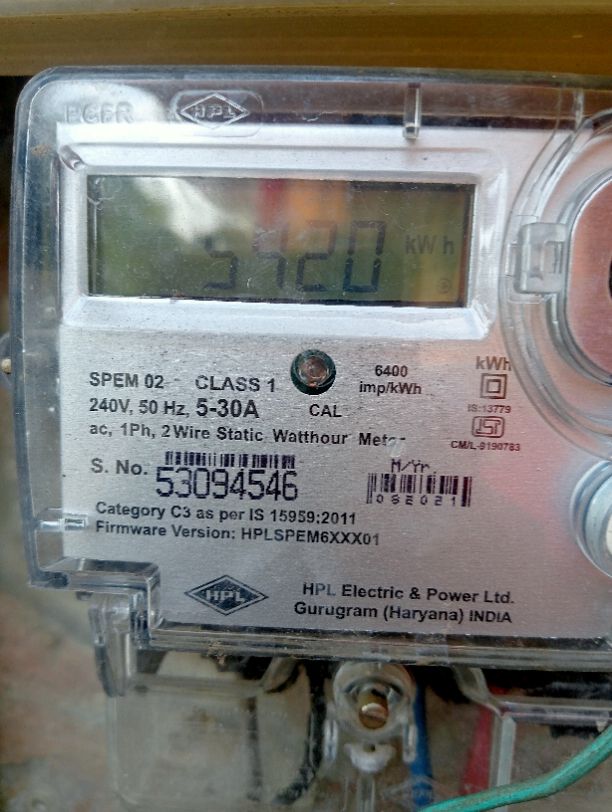 HPL
5420 kWh
6400
imp/kWh
kWh
SPEM 02 CLASS 1
240V, 50 Hz, 5-30A
CAL
IS:13779
ac, 1Ph, 2 Wire Static Watthour Meter
CM/L-9190783
S. No. 53094546
M/Yr.
082021
Category C3 as per IS 15959:2011
Firmware Version: HPLSPEM6XXX01
HPL
HPL Electric & Power Ltd.
Gurugram (Haryana) INDIA